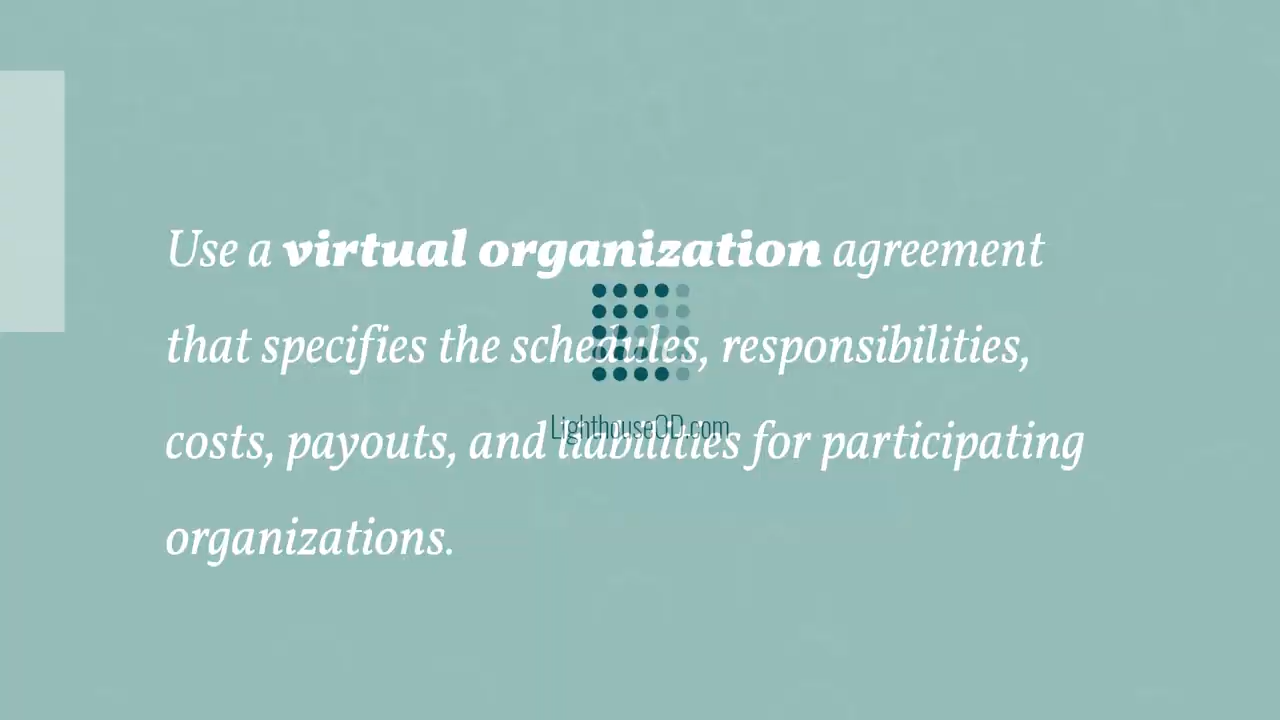 Use a virtual organization agreement
that specifies the schedules, responsibilities,
costs, payouts, and liabilities for participating
organizations.
LighthouseOD.com